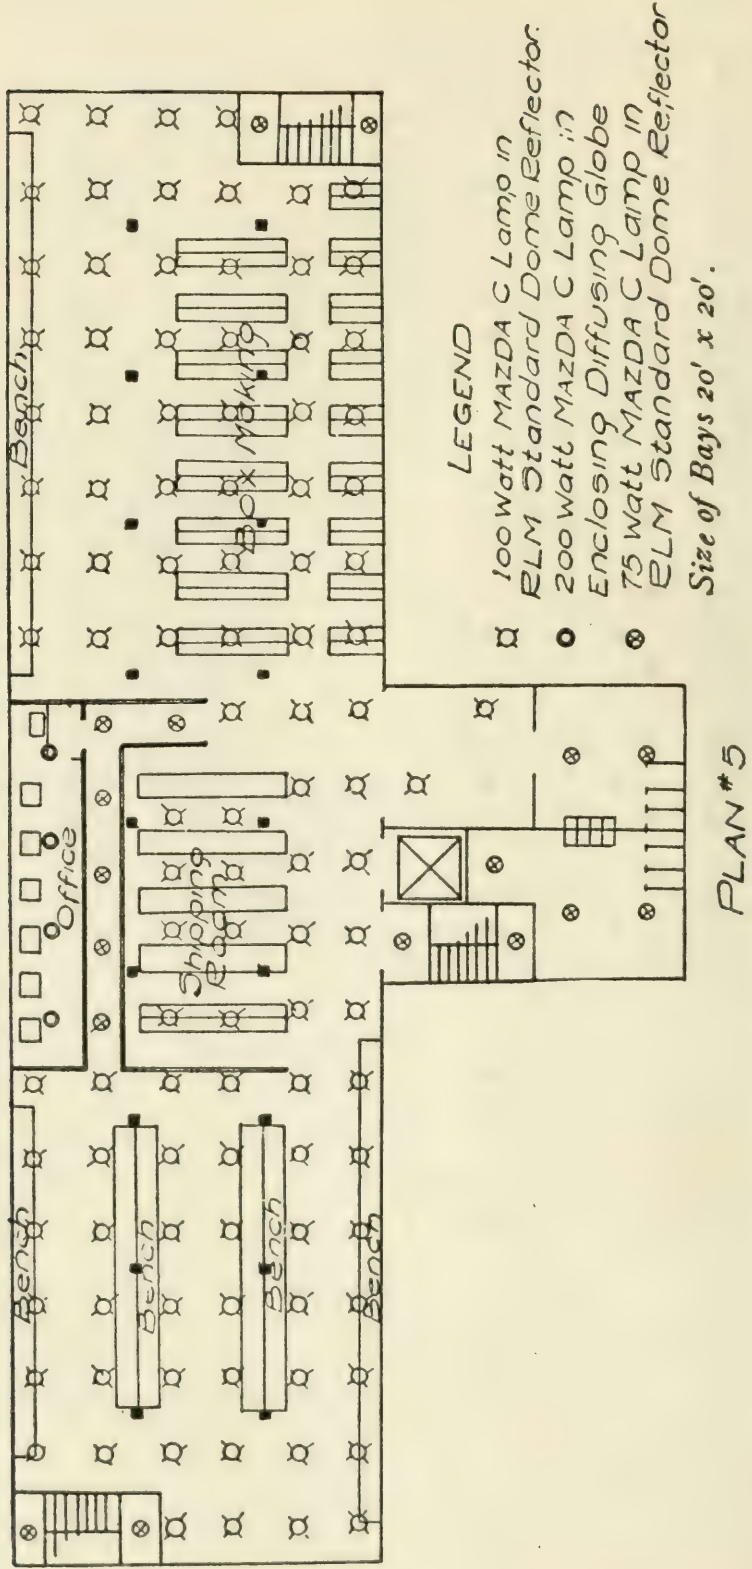 Bench
Bench
Bench
Bench
Bench
Office
Shipping
Room
Box Making
LEGEND
100 Watt MAZDA C Lamp in
RLM Standard Dome Reflector.
200 Watt MAZDA C Lamp in
Enclosing Diffusing Globe
75 Watt MAZDA C Lamp in
RLM Standard Dome Reflector
Size of Bays 20' x 20'.
PLAN #5